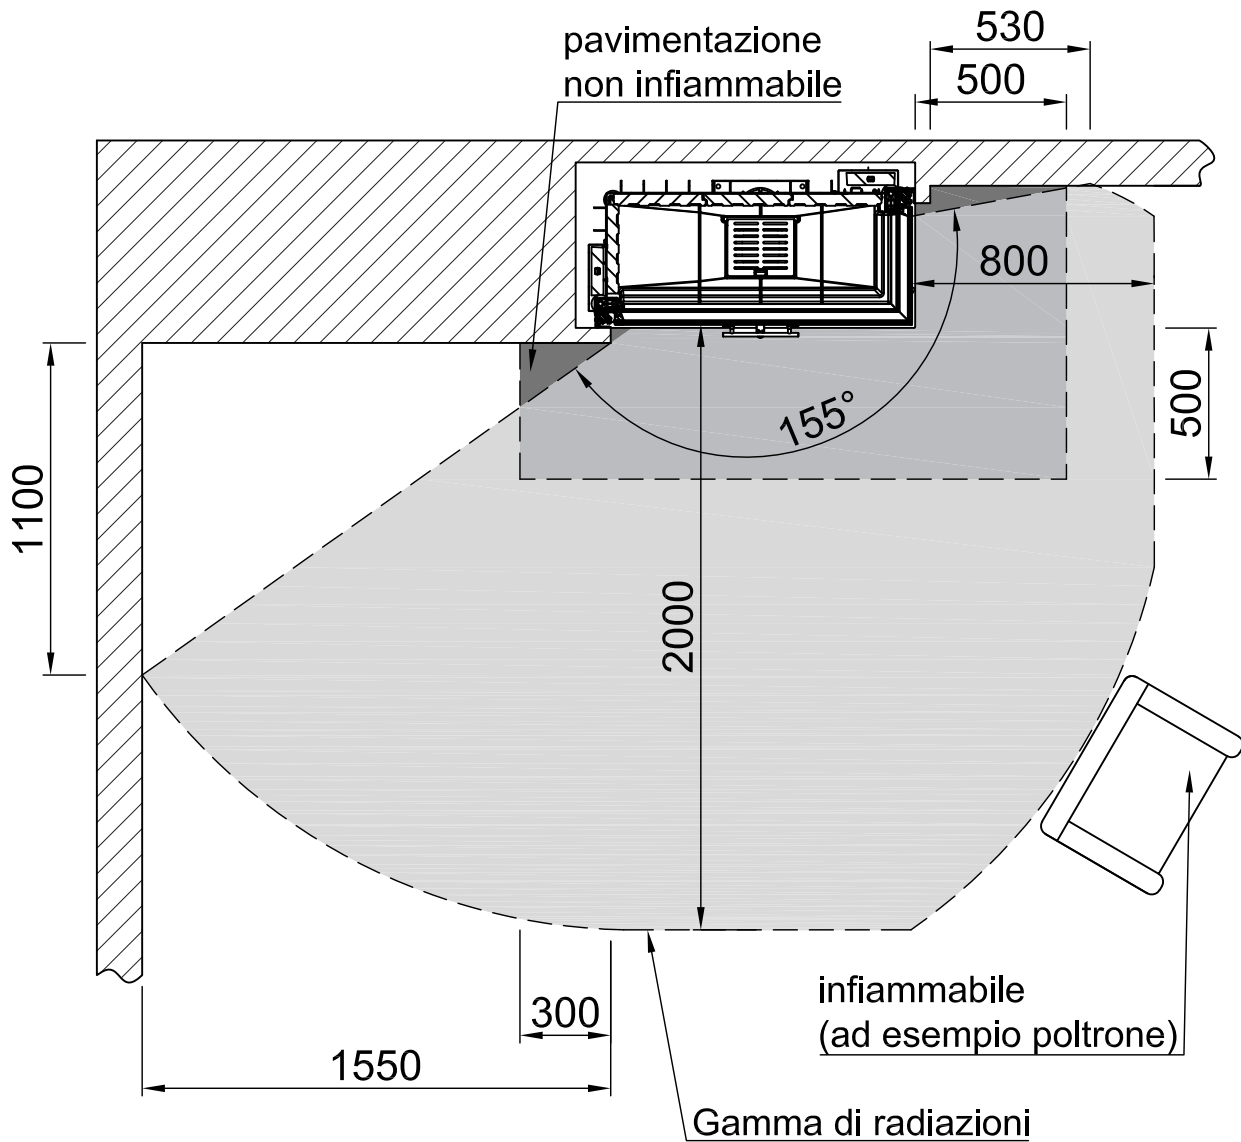 pavimentazione
non infiammabile
530
500
800
500
155°
1100
2000
infiammabile
(ad esempio poltrone)
300
1550
Gamma di radiazioni